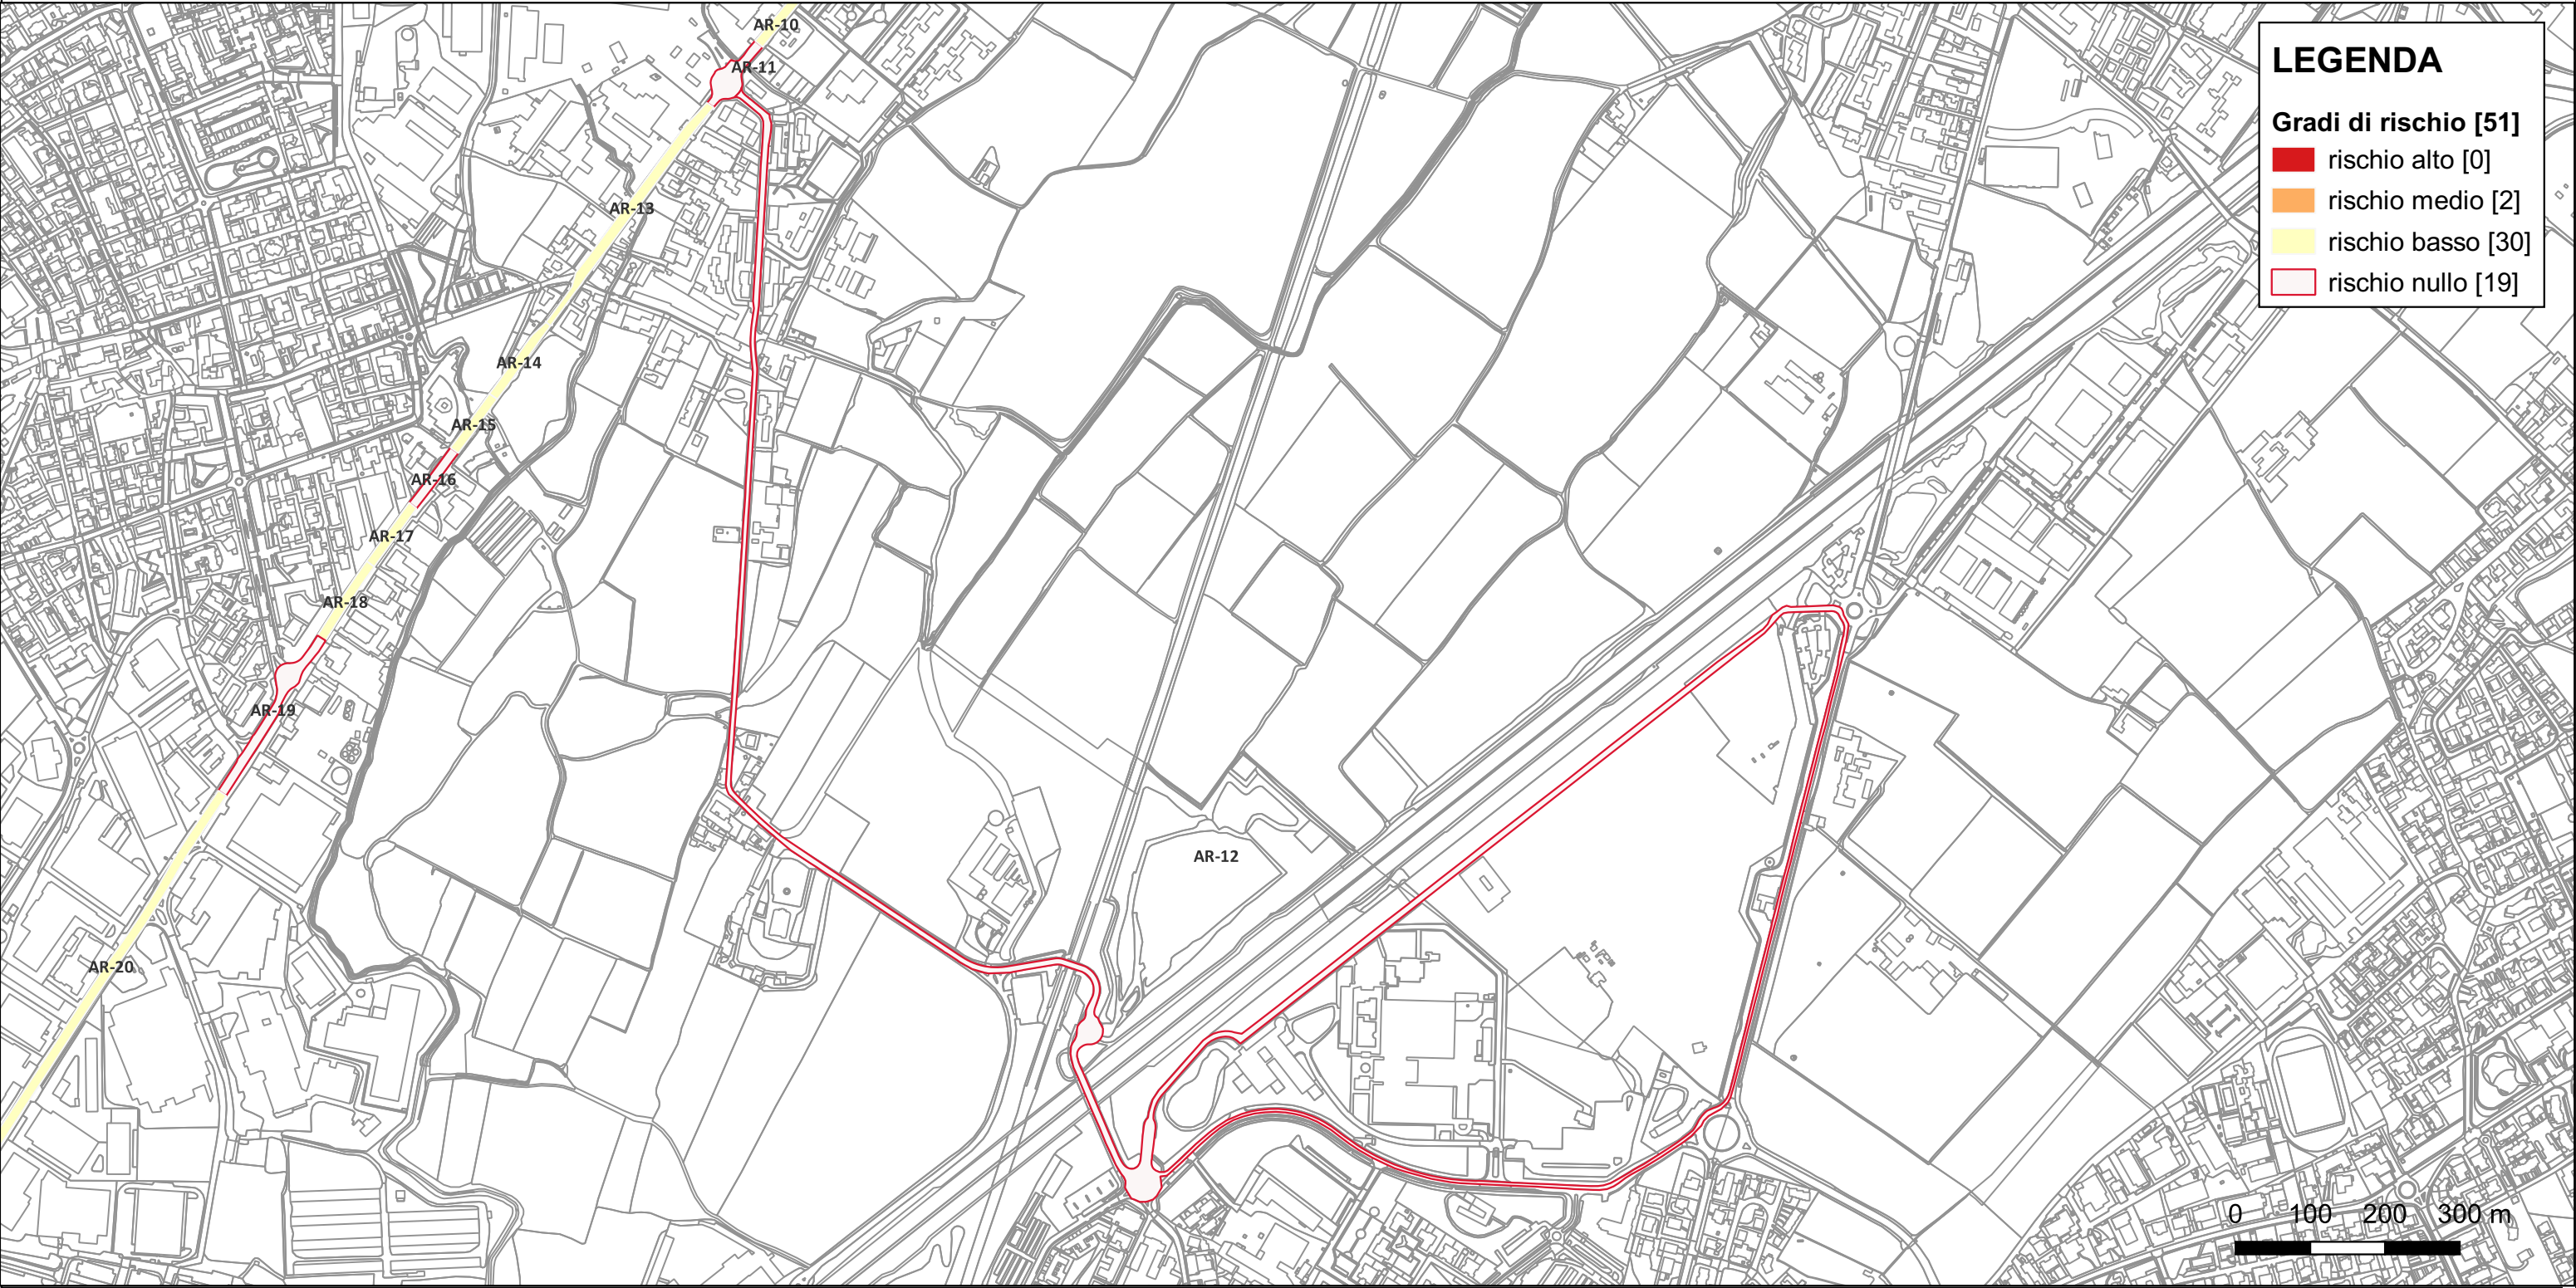 AR-10
AR-11
AR-13
AR-14
AR-15
AR-16
AR-17
AR-18
AR-19
AR-12
AR-20
LEGENDA
Gradi di rischio [51]
rischio alto [0]
rischio medio [2]
rischio basso [30]
rischio nullo [19]
0 100 200 300 m